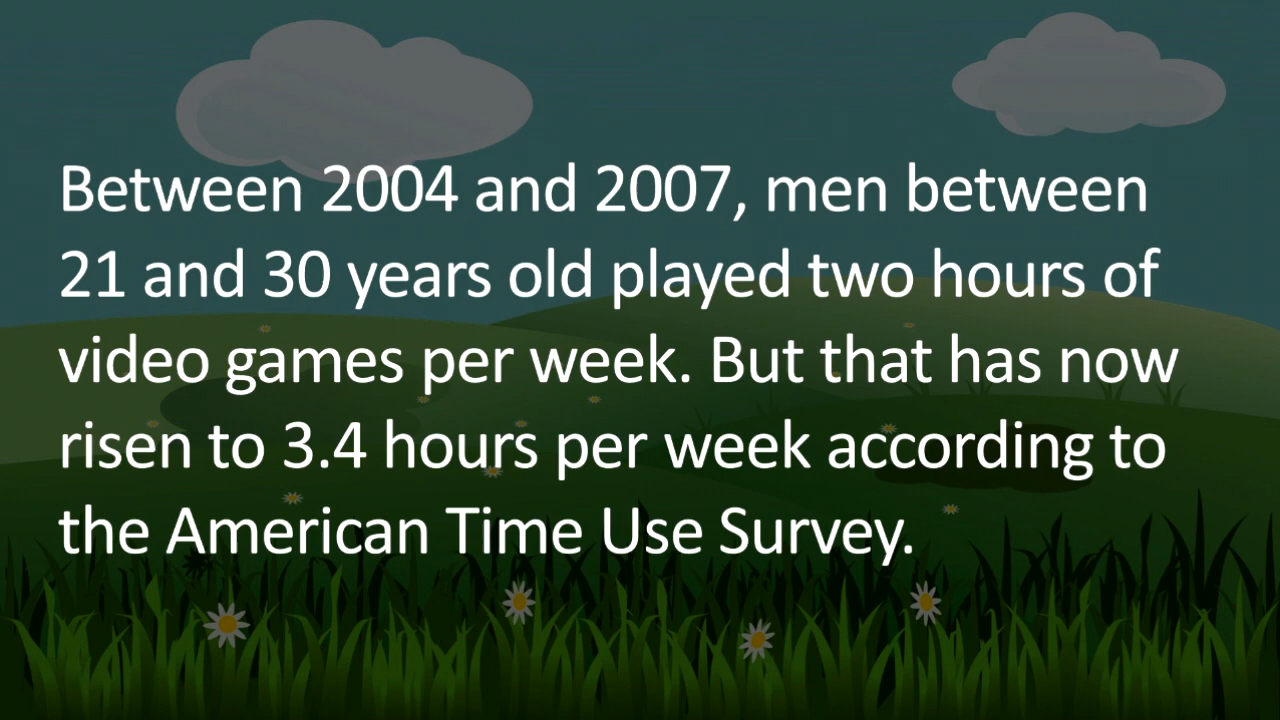 Between 2004 and 2007, men between
21 and 30 years old played two hours of
video games per week. But that has now
risen to 3.4 hours per week according to
the American Time Use Survey.